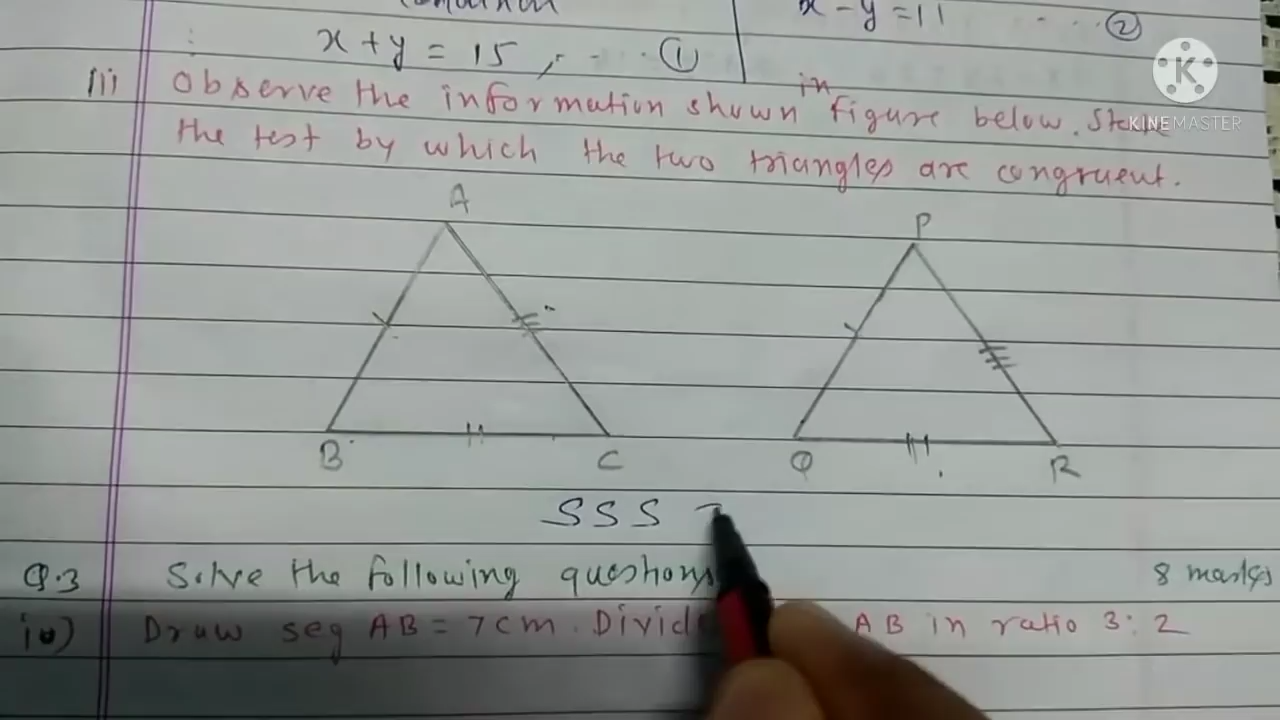 x - y = 11 ②
x + y = 15, ①
iii) Observe the information shown in figure below. State
the test by which the two triangles are congruent.
A
P
B
C
Q
R
SSS
Q.3 Solve the following questions 8 marks
iv) Draw seg AB = 7cm. Divide AB in ratio 3:2
K
KINEMASTER